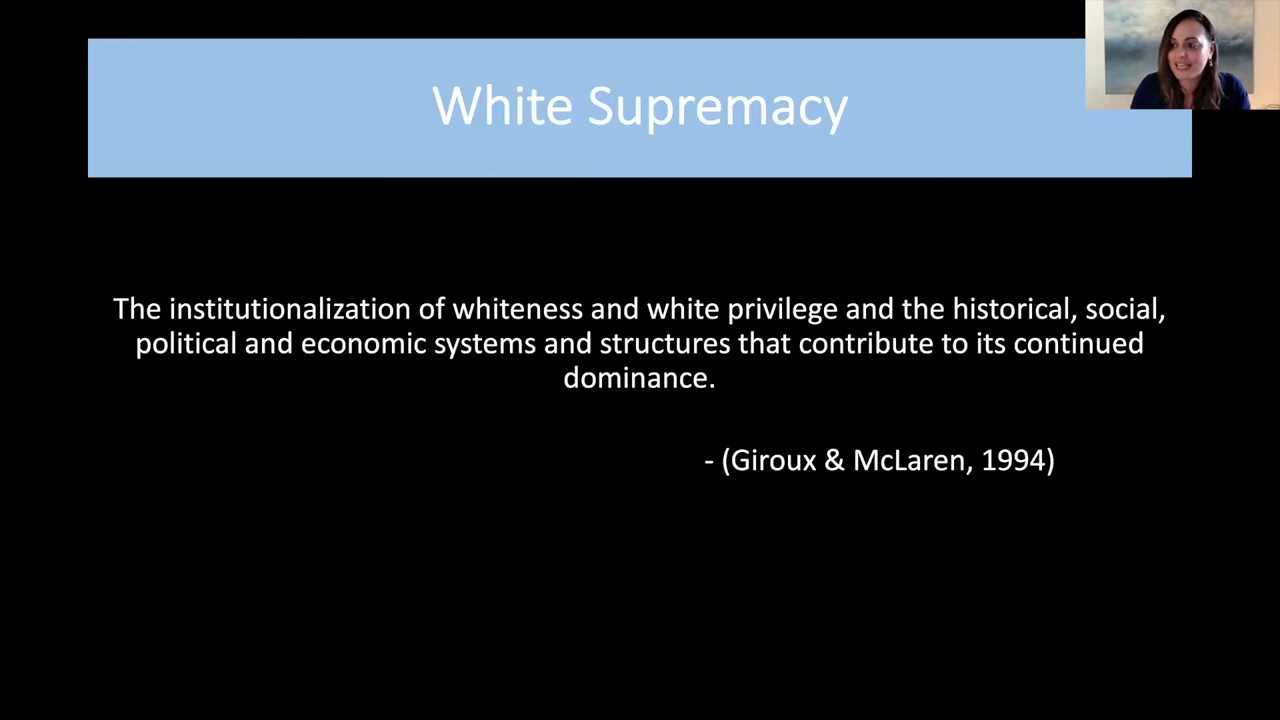 White Supremacy
The institutionalization of whiteness and white privilege and the historical, social,
political and economic systems and structures that contribute to its continued
dominance.
- (Giroux & McLaren, 1994)